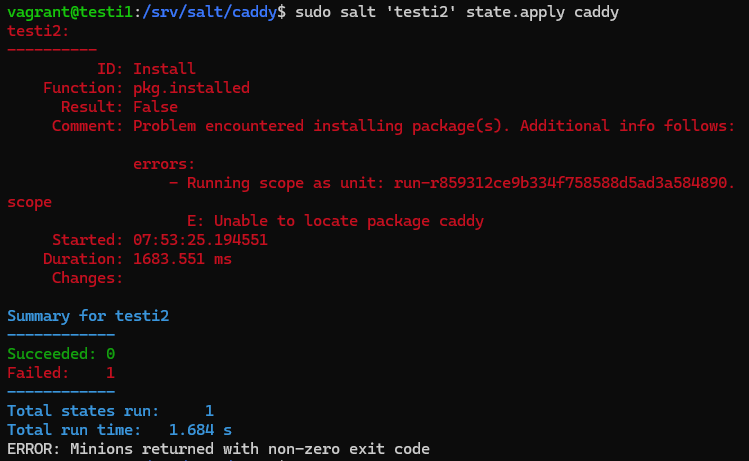 vagrant@testi1:/srv/salt/caddy$ sudo salt 'testi2' state.apply caddy
testi2:
----------
          ID: Install
    Function: pkg.installed
      Result: False
     Comment: Problem encountered installing package(s). Additional info follows:

              errors:
                  - Running scope as unit: run-r859312ce9b334f758588d5ad3a584890.
scope
                    E: Unable to locate package caddy
     Started: 07:53:25.194551
    Duration: 1683.551 ms
     Changes:

Summary for testi2
------------
Succeeded: 0
Failed:    1
------------
Total states run:     1
Total run time:   1.684 s
ERROR: Minions returned with non-zero exit code